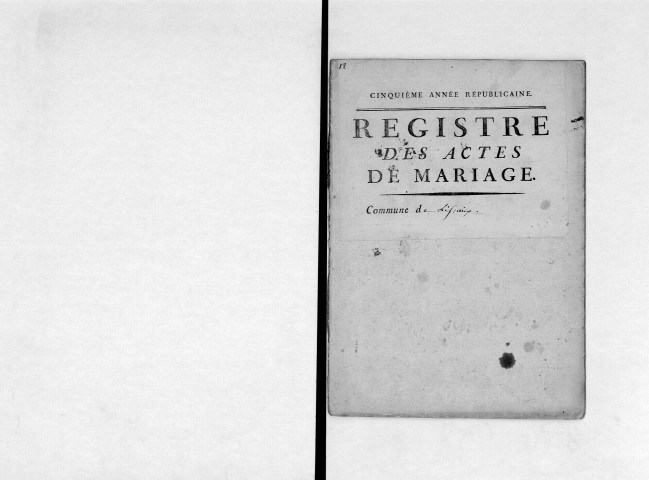 CINQUIÈME ANNÉE RÉPUBLICAINE.
REGISTRE
DES ACTES
DE MARIAGE.
Commune de